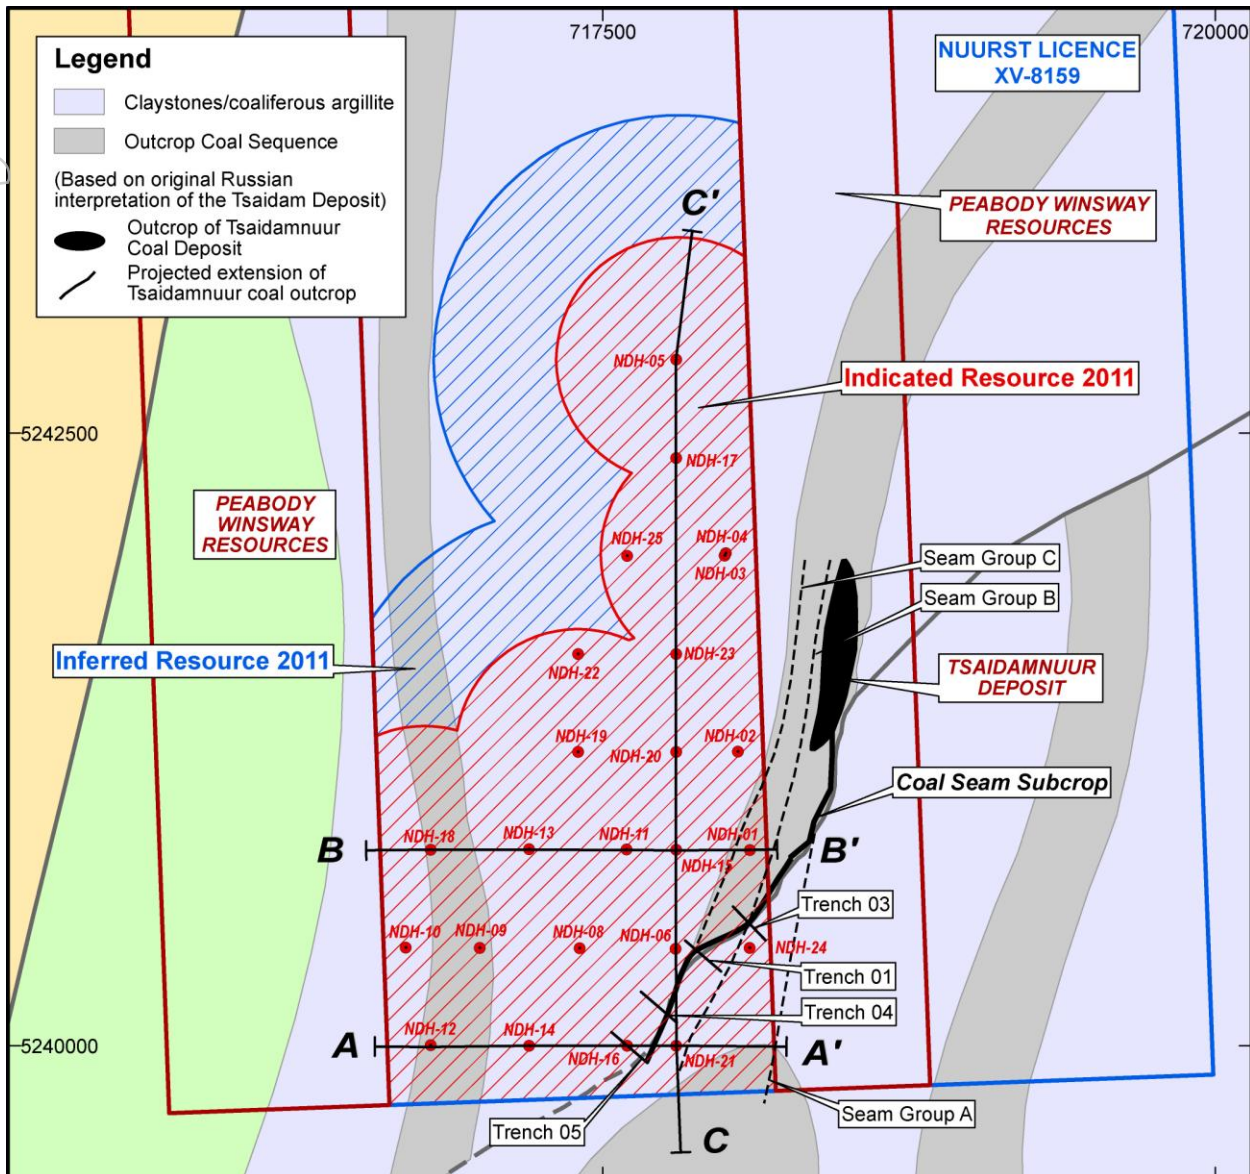 717500
720000
Legend
Claystones/coaliferous argillite
Outcrop Coal Sequence
(Based on original Russian
interpretation of the Tsaidam Deposit)
Outcrop of Tsaidamnuur
Coal Deposit
Projected extension of
Tsaidamnuur coal outcrop
NUURST LICENCE
XV-8159
PEABODY WINSWAY
RESOURCES
C'
NDH-05
Indicated Resource 2011
5242500
NDH-17
PEABODY
WINSWAY
RESOURCES
NDH-25
NDH-04
NDH-03
Seam Group C
Seam Group B
Inferred Resource 2011
NDH-22
NDH-23
TSAIDAMNUUR
DEPOSIT
NDH-19
NDH-20
NDH-02
Coal Seam Subcrop
B
NDH-18
NDH-13
NDH-11
NDH-01
NDH-15
B'
Trench 03
NDH-10
NDH-09
NDH-08
NDH-06
NDH-24
Trench 01
Trench 04
5240000
A
NDH-12
NDH-14
NDH-16
NDH-21
A'
Seam Group A
Trench 05
C